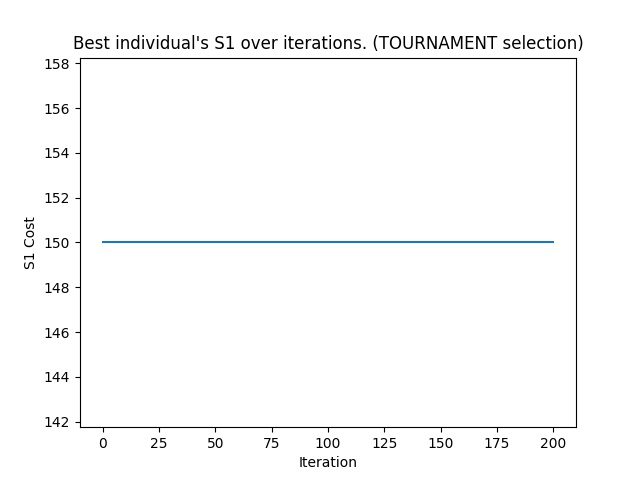 Best individual's S1 over iterations. (TOURNAMENT selection)
158
156
154
152
150
148
146
144
142
S1 Cost
0 25 50 75 100 125 150 175 200
Iteration